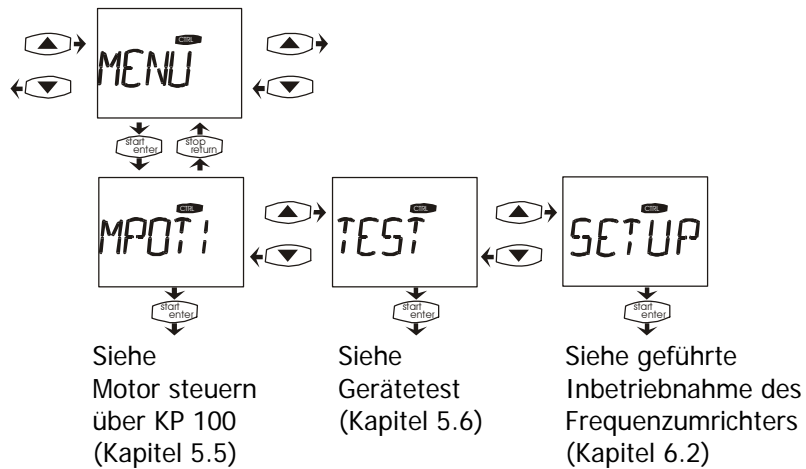 CTRL
MENU
start enter
stop return
CTRL
MPOTI
CTRL
TEST
CTRL
SETUP
start enter
start enter
start enter
Siehe
Motor steuern
über KP 100
(Kapitel 5.5)
Siehe
Gerätetest
(Kapitel 5.6)
Siehe geführte
Inbetriebnahme des
Frequenzumrichters
(Kapitel 6.2)